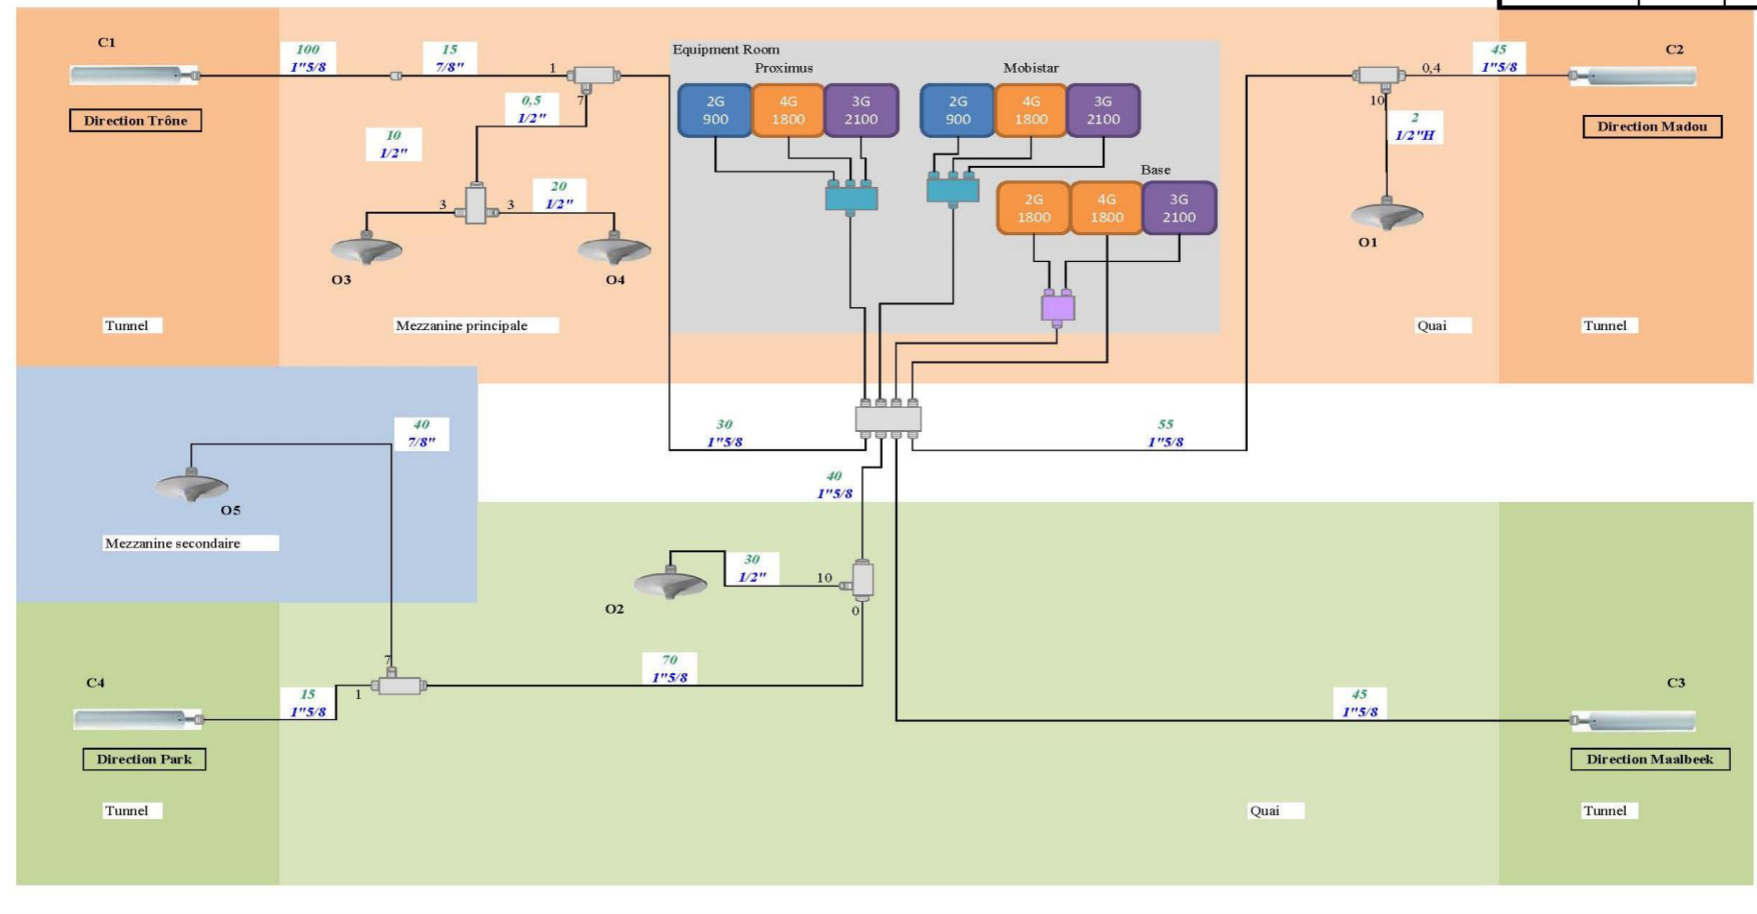 C1
100
1"5/8
15
7/8"
1
7
0,5
1/2"
10
1/2"
Direction Trône
3
3
20
1/2"
O3
O4
Tunnel
Mezzanine principale
Equipment Room
Proximus
2G
900
4G
1800
3G
2100
Mobistar
2G
900
4G
1800
3G
2100
Base
2G
1800
4G
1800
3G
2100
45
1"5/8
C2
0,4
10
2
1/2"H
Direction Madou
O1
Quai
Tunnel
40
7/8"
O5
Mezzanine secondaire
30
1"5/8
55
1"5/8
40
1"5/8
30
1/2"
10
0
O2
7
1
70
1"5/8
C4
15
1"5/8
Direction Park
Tunnel
45
1"5/8
C3
Direction Maalbeek
Quai
Tunnel